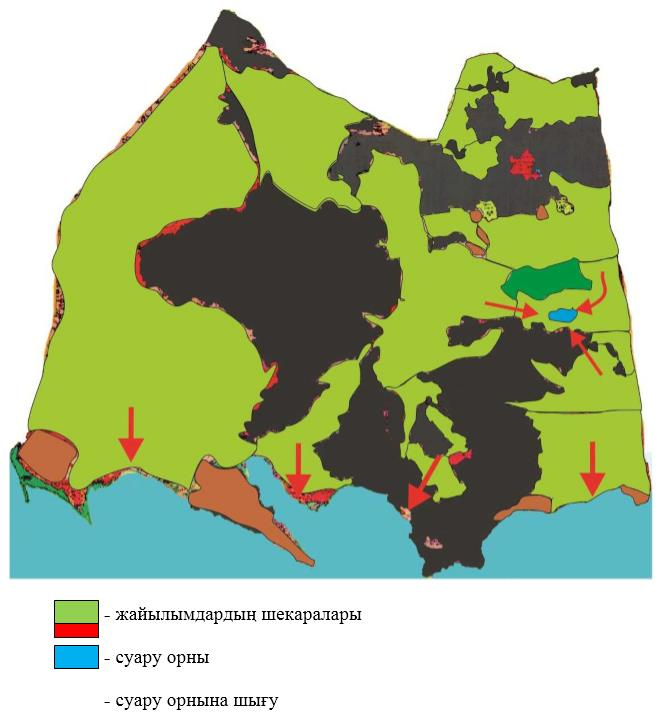 - жайылымдардың шекаралары
- суару орны
- суару орнына шығу